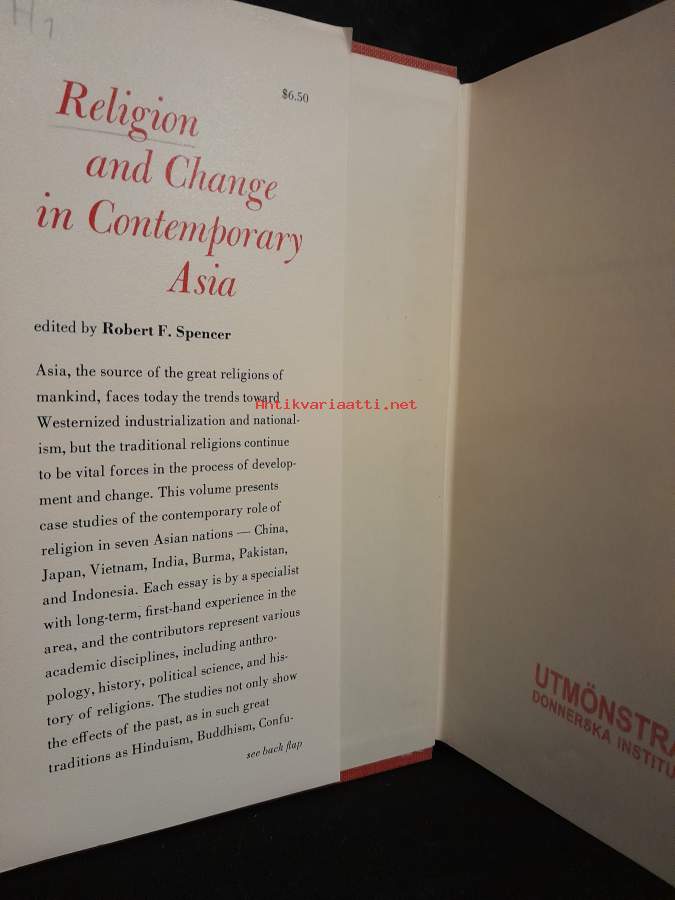 H1
$6.50
Religion
and Change
in Contemporary
Asia
edited by Robert F. Spencer
Asia, the source of the great religions of
mankind, faces today the trends toward
Westernized industrialization and national-
ism, but the traditional religions continue
to be vital forces in the process of develop-
ment and change. This volume presents
case studies of the contemporary role of
religion in seven Asian nations — China,
Japan, Vietnam, India, Burma, Pakistan,
and Indonesia. Each essay is by a specialist
with long-term, first-hand experience in the
area, and the contributors represent various
academic disciplines, including anthro-
pology, history, political science, and his-
tory of religions. The studies not only show
the effects of the past, as in such great
traditions as Hinduism, Buddhism, Confu-
see back flap
Antikvariaatti.net
UTMÖNSTRA
DONNERSKA INSTITU